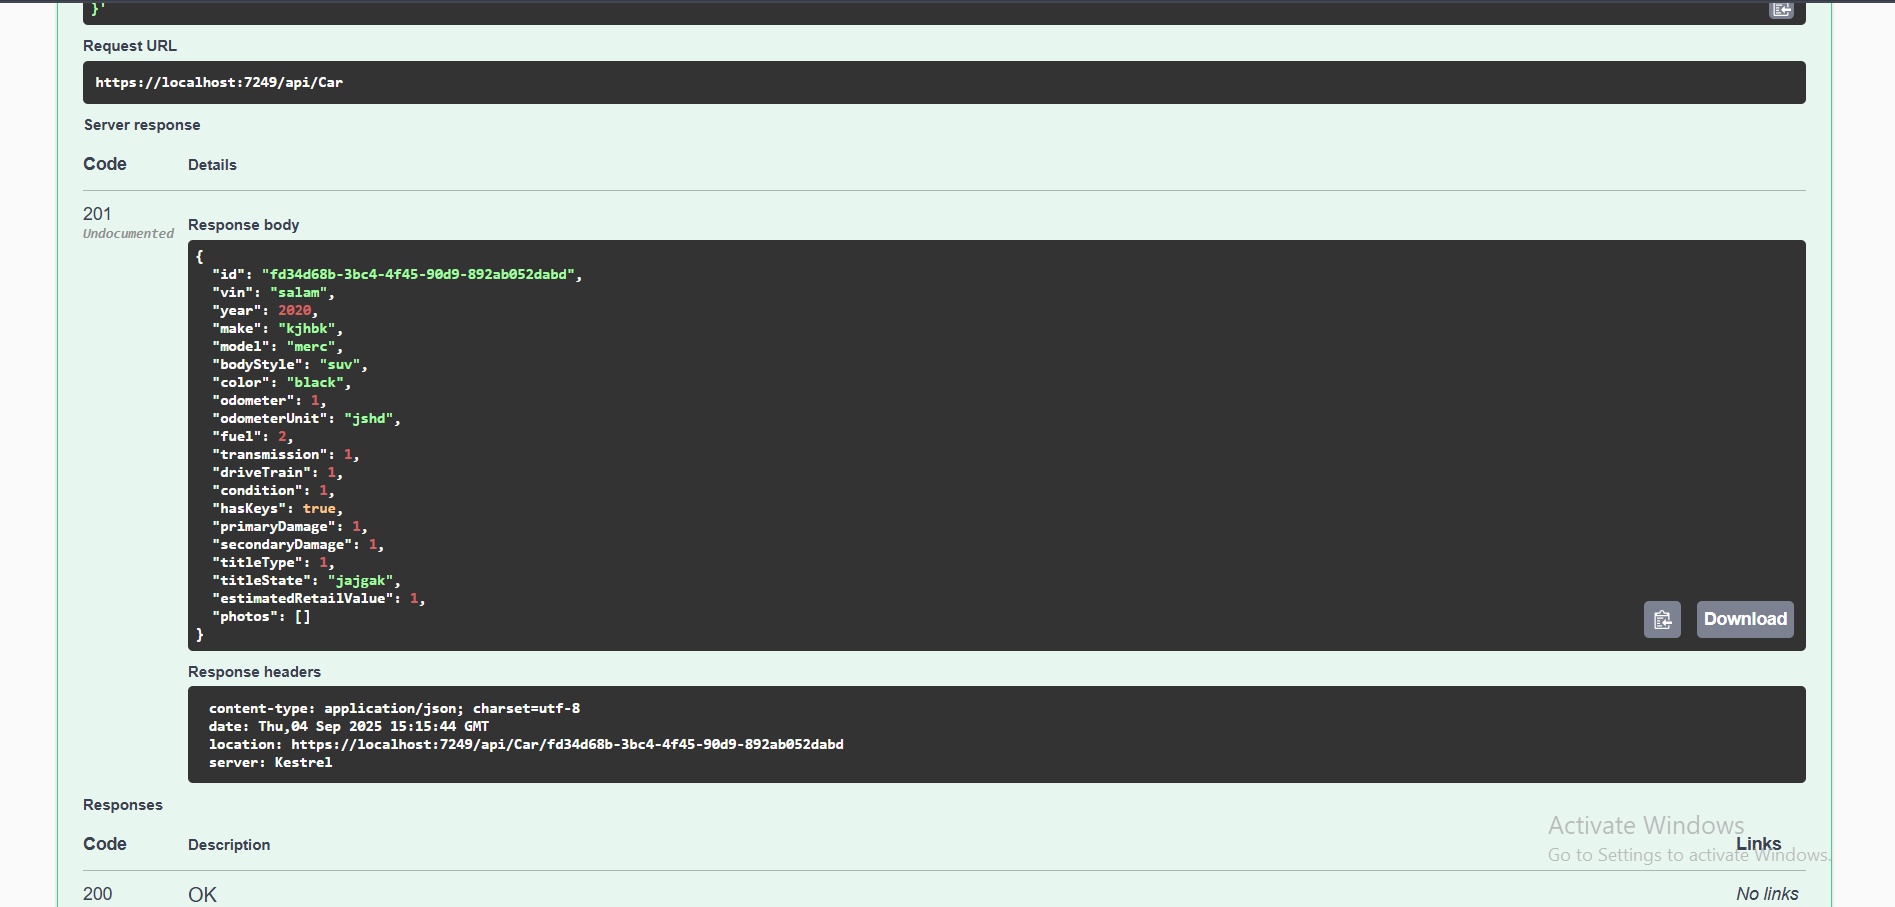 }'
Request URL
https://localhost:7249/api/Car
Server response
Code Details
201
Undocumented
Response body
{
  "id": "fd34d68b-3bc4-4f45-90d9-892ab052dabd",
  "vin": "salam",
  "year": 2020,
  "make": "kjhbk",
  "model": "merc",
  "bodyStyle": "suv",
  "color": "black",
  "odometer": 1,
  "odometerUnit": "jshd",
  "fuel": 2,
  "transmission": 1,
  "driveTrain": 1,
  "condition": 1,
  "hasKeys": true,
  "primaryDamage": 1,
  "secondaryDamage": 1,
  "titleType": 1,
  "titleState": "jajgak",
  "estimatedRetailValue": 1,
  "photos": []
}
Download
Response headers
content-type: application/json; charset=utf-8
date: Thu,04 Sep 2025 15:15:44 GMT
location: https://localhost:7249/api/Car/fd34d68b-3bc4-4f45-90d9-892ab052dabd
server: Kestrel
Responses
Code Description Links
200 OK No links
Activate Windows
Go to Settings to activate Windows.